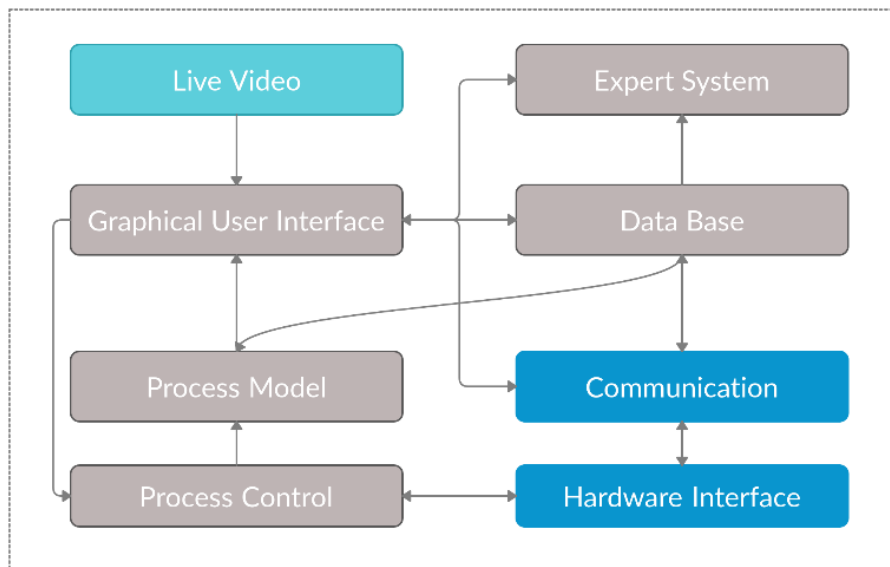 Live Video
Expert System
Graphical User Interface
Data Base
Process Model
Communication
Process Control
Hardware Interface